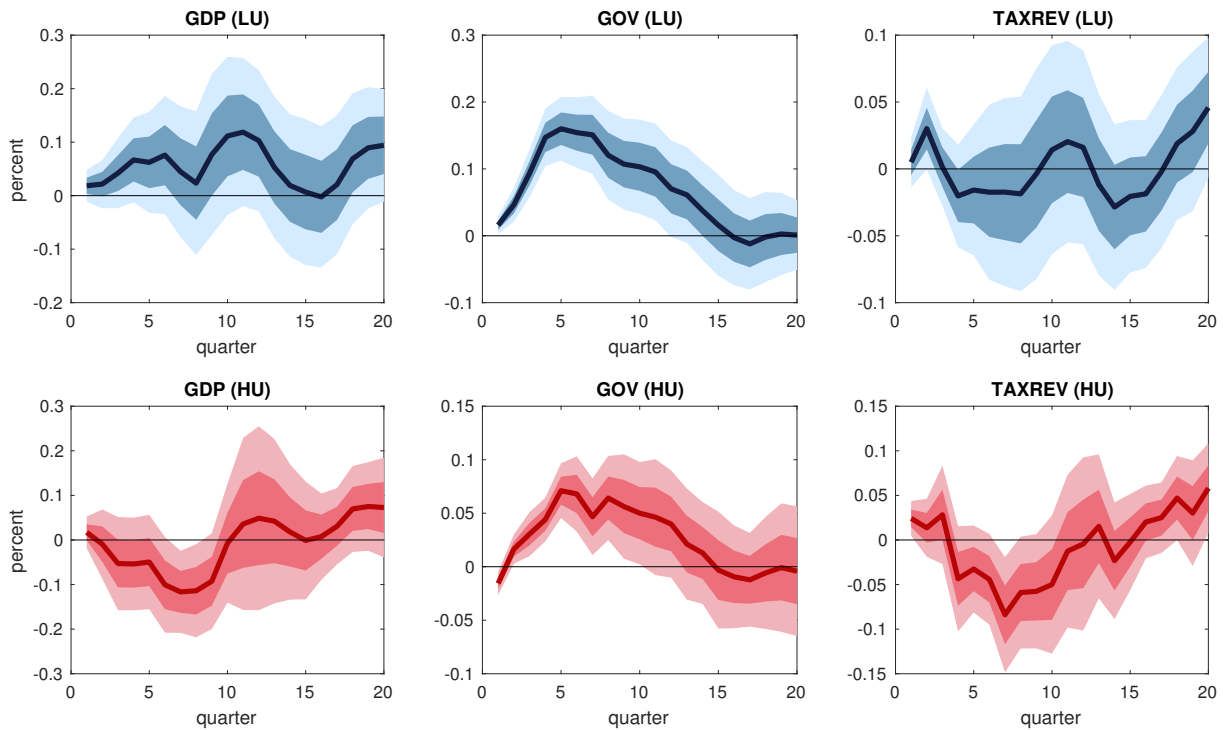 GDP (LU)
0.3
0.2
0.1
0
-0.1
-0.2
percent
0 5 10 15 20
quarter
GOV (LU)
0.3
0.2
0.1
0
-0.1
0 5 10 15 20
quarter
TAXREV (LU)
0.1
0.05
0
-0.05
-0.1
0 5 10 15 20
quarter
GDP (HU)
0.3
0.2
0.1
0
-0.1
-0.2
-0.3
percent
0 5 10 15 20
quarter
GOV (HU)
0.15
0.1
0.05
0
-0.05
-0.1
0 5 10 15 20
quarter
TAXREV (HU)
0.15
0.1
0.05
0
-0.05
-0.1
-0.15
0 5 10 15 20
quarter